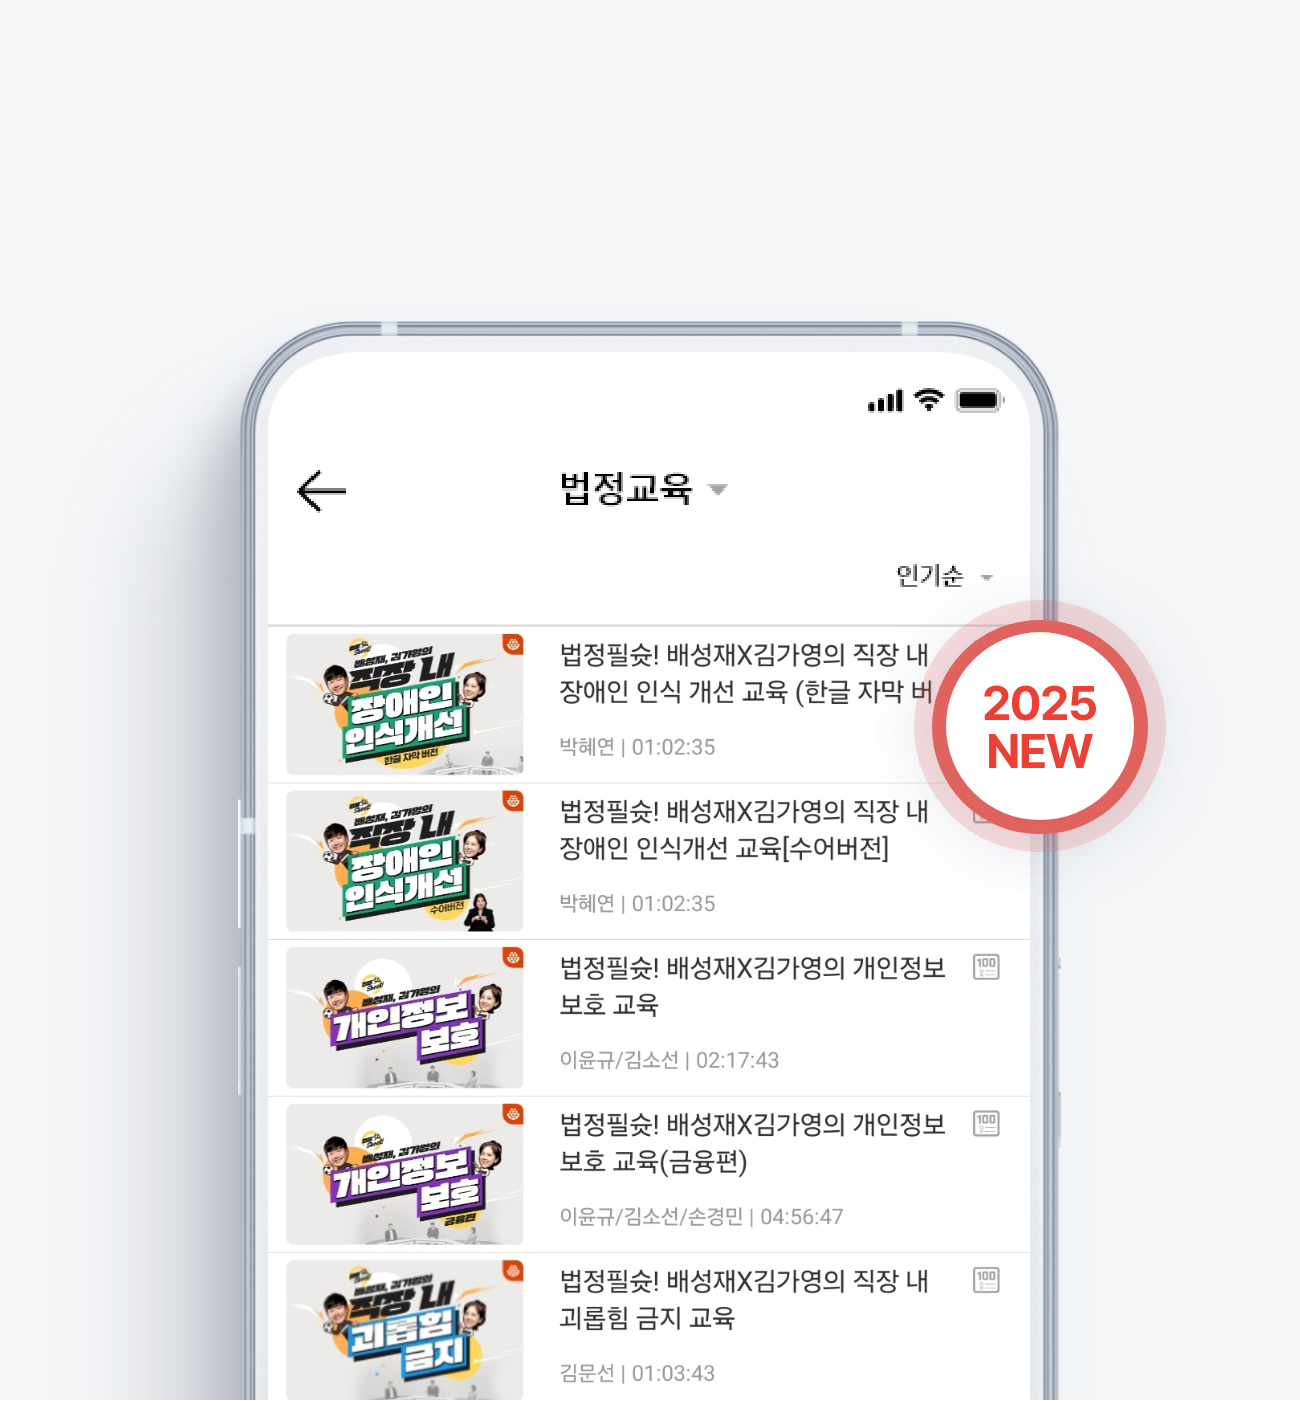 법정교육
인기순
배성재, 김가영의
직장 내
장애인
인식개선
한글 자막 버전
법정필슛! 배성재X김가영의 직장 내
장애인 인식 개선 교육 (한글 자막 버
박혜연 | 01:02:35
2025
NEW
배성재, 김가영의
직장 내
장애인
인식개선
수어버전
법정필슛! 배성재X김가영의 직장 내
장애인 인식개선 교육[수어버전]
박혜연 | 01:02:35
배성재, 김가영의
개인정보
보호
법정필슛! 배성재X김가영의 개인정보
보호 교육
이윤규/김소선 | 02:17:43
100
배성재, 김가영의
개인정보
보호
금융편
법정필슛! 배성재X김가영의 개인정보
보호 교육(금융편)
이윤규/김소선/손경민 | 04:56:47
100
배성재, 김가영의
직장 내
괴롭힘
금지
법정필슛! 배성재X김가영의 직장 내
괴롭힘 금지 교육
김문선 | 01:03:43
100